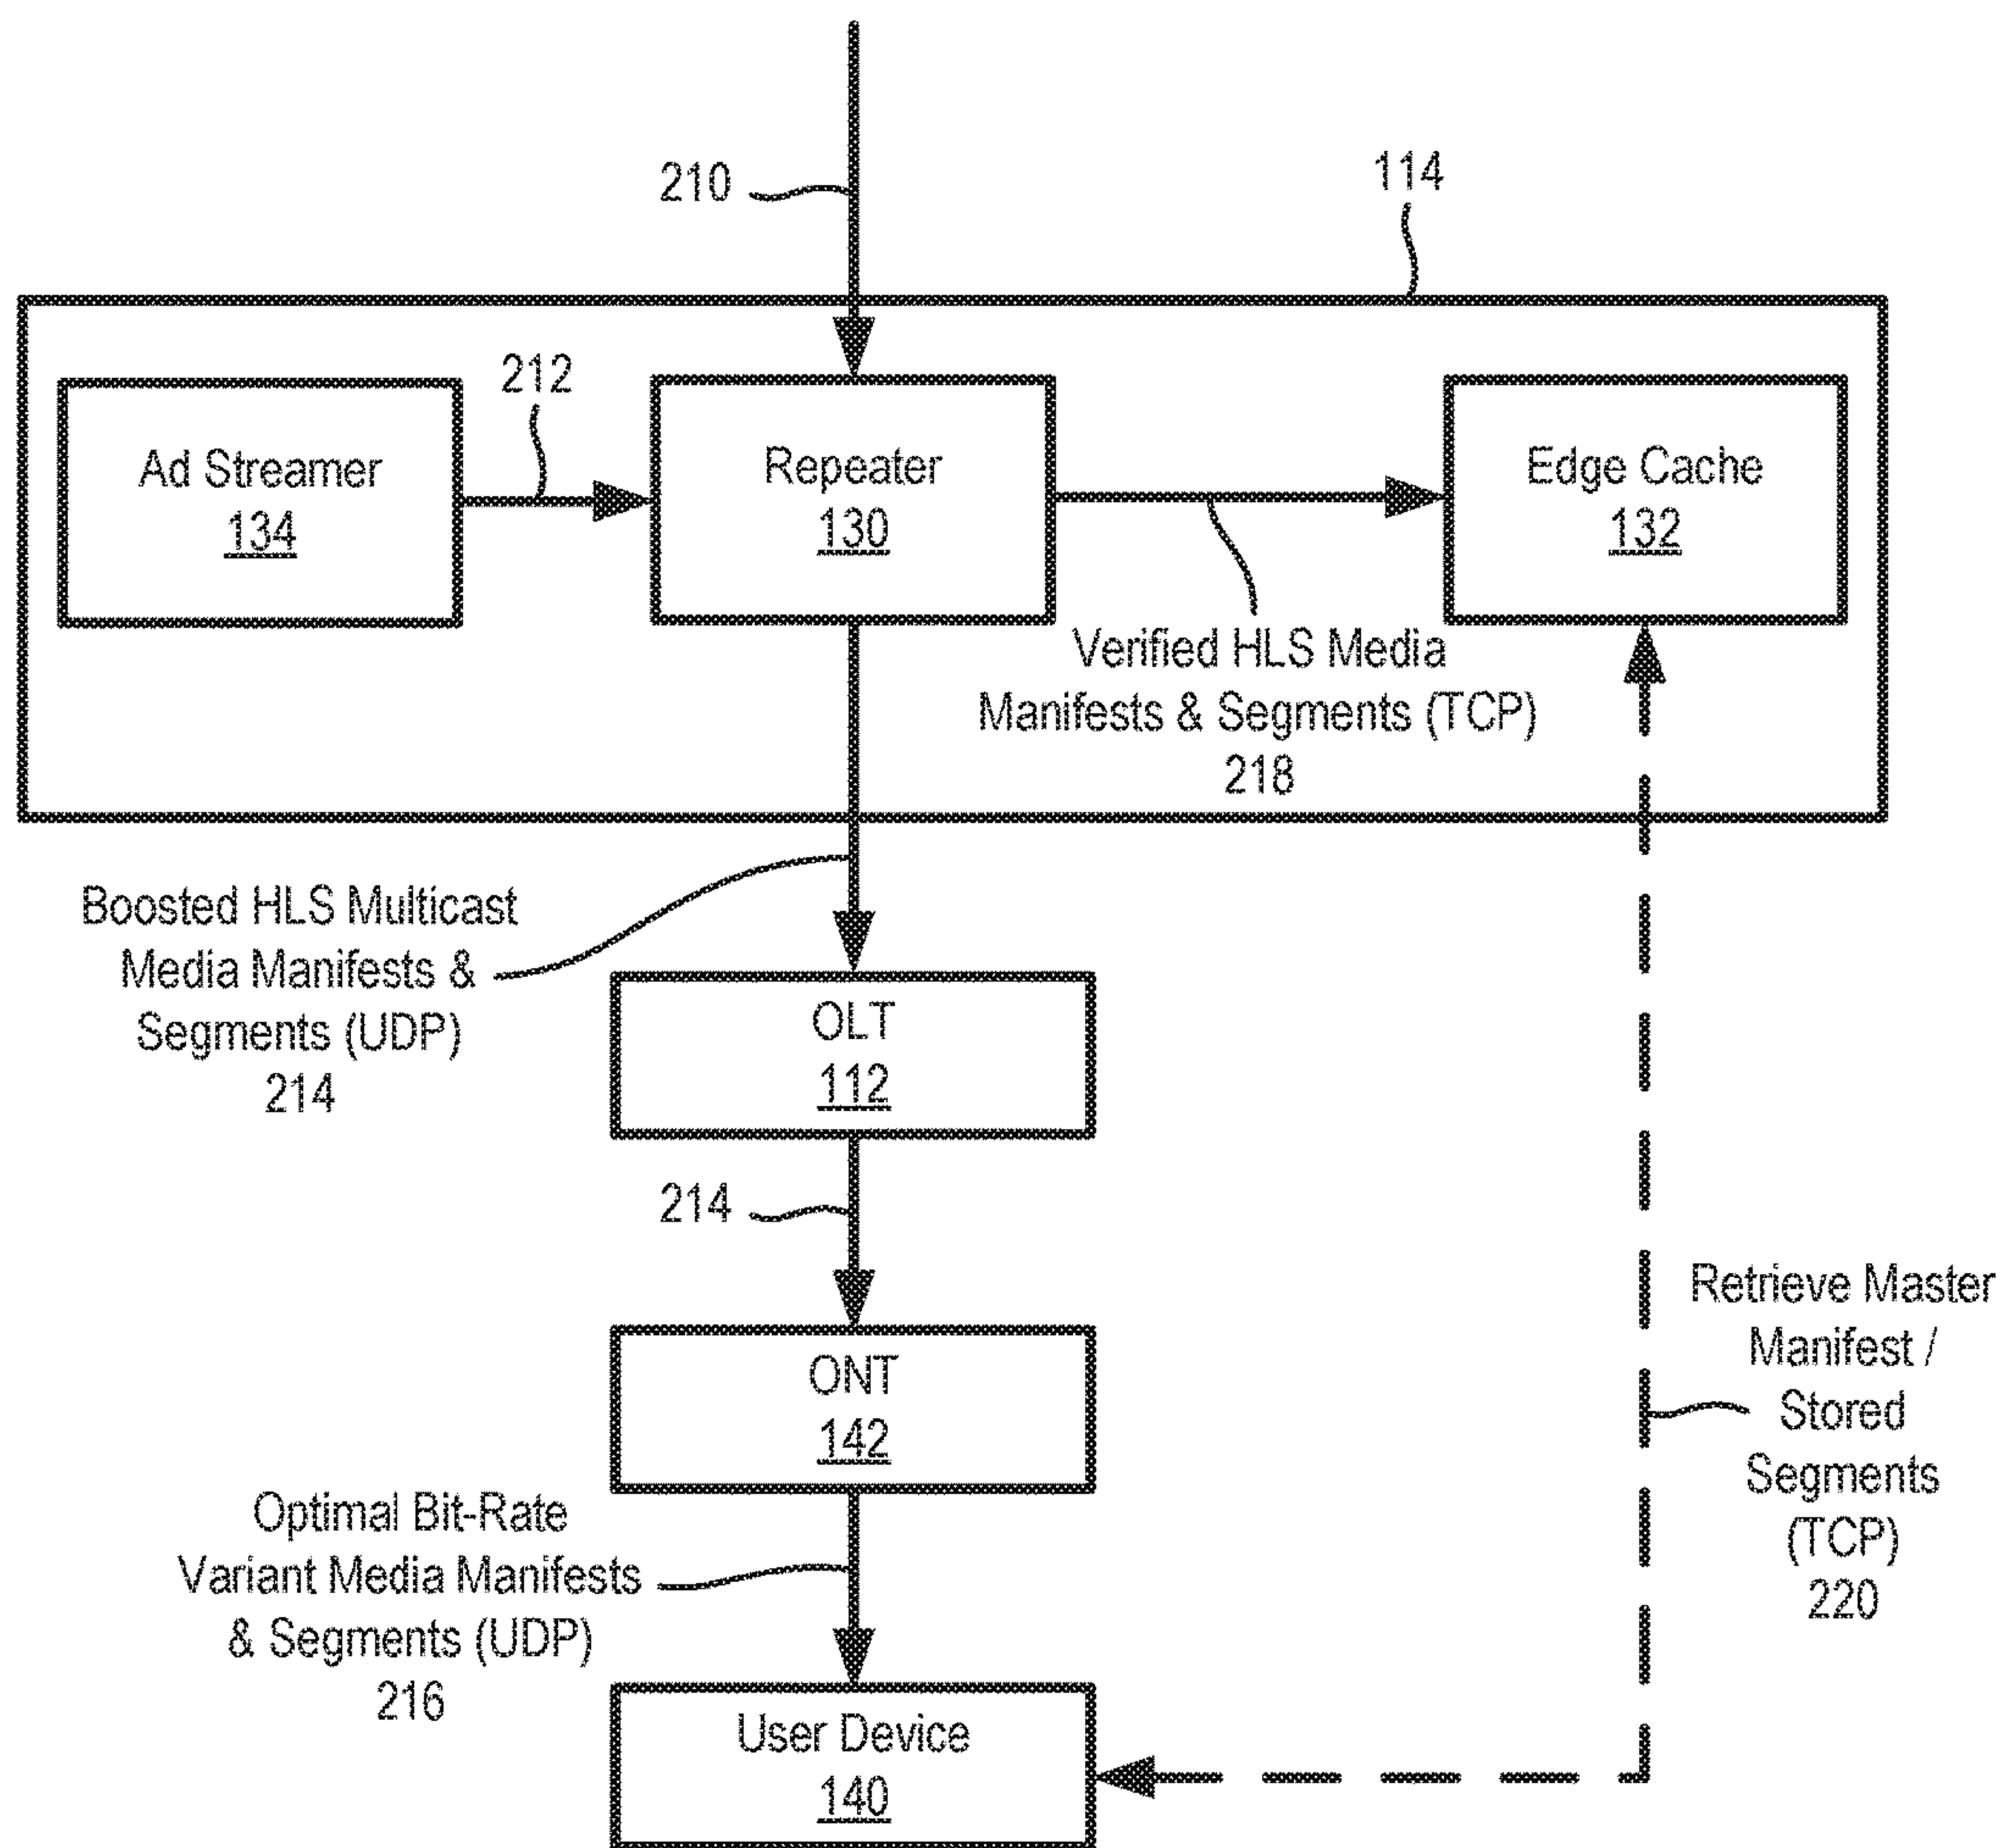 210
114
212
Ad Streamer
134
Repeater
130
Edge Cache
132
Verified HLS Media
Manifests & Segments (TCP)
218
Boosted HLS Multicast
Media Manifests &
Segments (UDP)
214
OLT
112
214
ONT
142
Retrieve Master
Manifest /
Stored
Segments
(TCP)
220
Optimal Bit-Rate
Variant Media Manifests
& Segments (UDP)
216
User Device
140